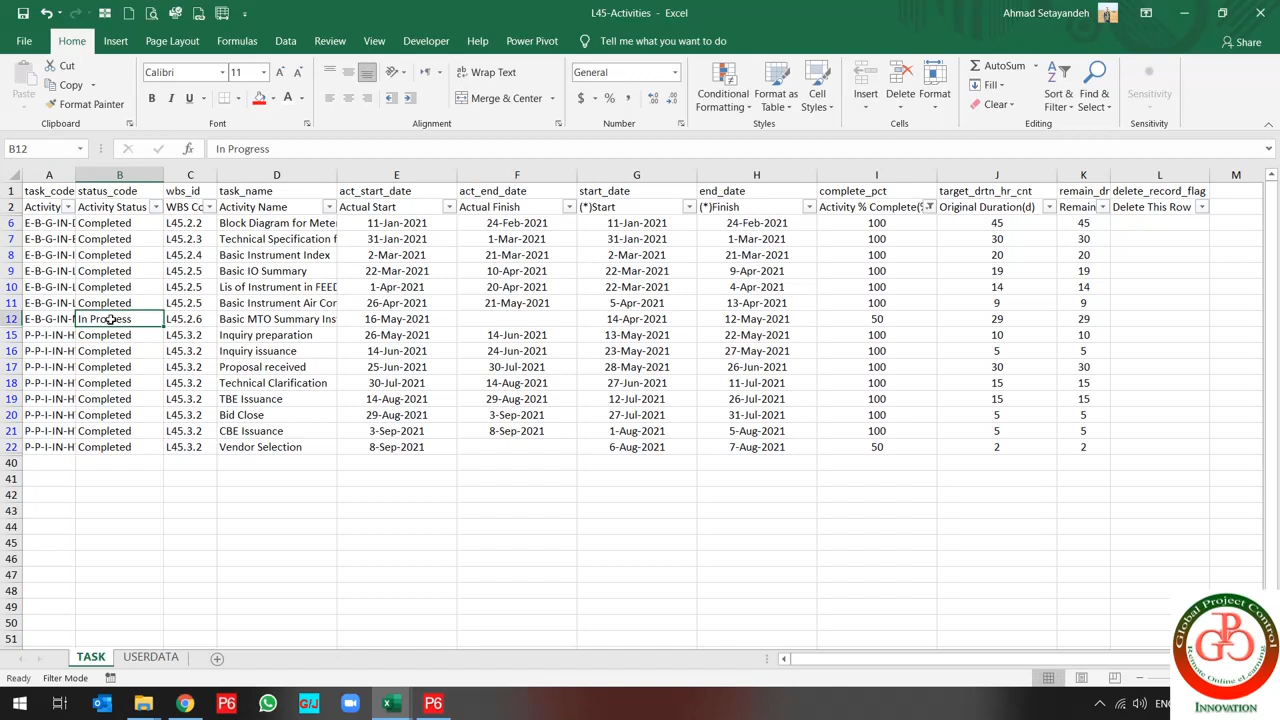 L45-Activities - Excel
Ahmad Setayandeh
File Home Insert Page Layout Formulas Data Review View Developer Help Power Pivot Tell me what you want to do Share
Paste Cut Copy Format Painter Clipboard
Calibri 11 B I U A Font
Wrap Text Merge & Center Alignment
General $ % , Number
Conditional Formatting Format as Table Cell Styles Styles
Insert Delete Format Cells
AutoSum Fill Clear Sort & Filter Find & Select Editing
Sensitivity Sensitivity
B12 fx In Progress
A B C D E F G H I J K L M
1 task_code status_code wbs_id task_name act_start_date act_end_date start_date end_date complete_pct target_drtn_hr_cnt remain_dr delete_record_flag
2 Activity Activity Status WBS Co Activity Name Actual Start Actual Finish (*)Start (*)Finish Activity % Complete(% Original Duration(d) Remain Delete This Row
6 E-B-G-IN-I Completed L45.2.2 Block Diagram for Mete 11-Jan-2021 24-Feb-2021 11-Jan-2021 24-Feb-2021 100 45 45
7 E-B-G-IN- Completed L45.2.3 Technical Specification f 31-Jan-2021 1-Mar-2021 31-Jan-2021 1-Mar-2021 100 30 30
8 E-B-G-IN-I Completed L45.2.4 Basic Instrument Index 2-Mar-2021 21-Mar-2021 2-Mar-2021 21-Mar-2021 100 20 20
9 E-B-G-IN- Completed L45.2.5 Basic IO Summary 22-Mar-2021 10-Apr-2021 22-Mar-2021 9-Apr-2021 100 19 19
10 E-B-G-IN- Completed L45.2.5 Lis of Instrument in FEED 1-Apr-2021 20-Apr-2021 22-Mar-2021 4-Apr-2021 100 14 14
11 E-B-G-IN- Completed L45.2.5 Basic Instrument Air Cor 26-Apr-2021 21-May-2021 5-Apr-2021 13-Apr-2021 100 9 9
12 E-B-G-IN- In Progress L45.2.6 Basic MTO Summary Ins 16-May-2021 14-Apr-2021 12-May-2021 50 29 29
15 P-P-I-IN-H Completed L45.3.2 Inquiry preparation 26-May-2021 13-Jun-2021 13-May-2021 22-May-2021 100 10 10
16 P-P-I-IN-H Completed L45.3.2 Inquiry issuance 14-Jun-2021 24-Jun-2021 23-May-2021 27-May-2021 100 5 5
17 P-P-I-IN-H Completed L45.3.2 Proposal received 25-Jun-2021 30-Jul-2021 28-May-2021 26-Jun-2021 100 30 30
18 P-P-I-IN-H Completed L45.3.2 Technical Clarification 30-Jul-2021 14-Aug-2021 27-Jun-2021 11-Jul-2021 100 15 15
19 P-P-I-IN-H Completed L45.3.2 TBE Issuance 14-Aug-2021 29-Aug-2021 12-Jul-2021 26-Jul-2021 100 15 15
20 P-P-I-IN-H Completed L45.3.2 Bid Close 29-Aug-2021 3-Sep-2021 27-Jul-2021 31-Jul-2021 100 5 5
21 P-P-I-IN-H Completed L45.3.2 CBE Issuance 3-Sep-2021 8-Sep-2021 1-Aug-2021 5-Aug-2021 100 5 5
22 P-P-I-IN-H Completed L45.3.2 Vendor Selection 8-Sep-2021 6-Aug-2021 7-Aug-2021 50 2 2
40
41
42
43
44
45
46
47
48
49
50
51
TASK USERDATA
Ready Filter Mode
P6 G/J P6 ENG
Global Project Control
GPC
Remote Online eLearning
INNOVATION